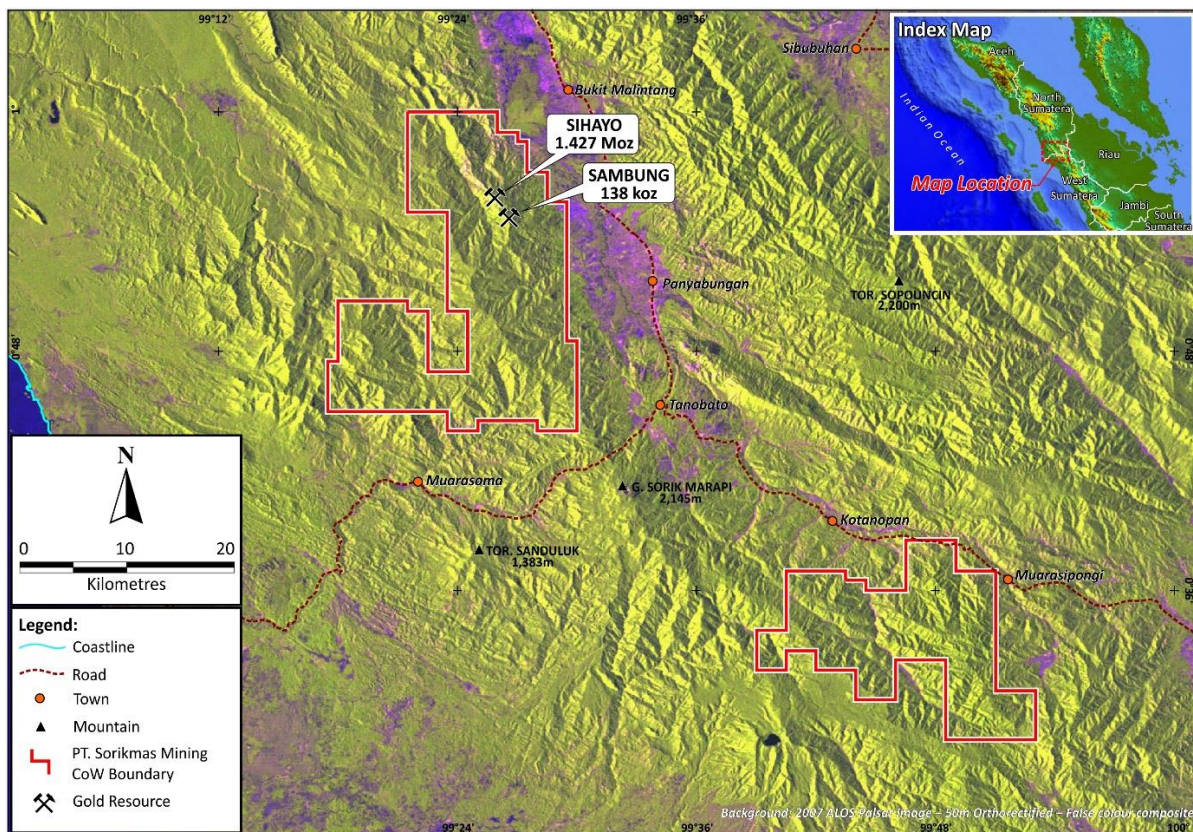 99°12'
99°24'
99°36'
Sibubuhan
Index Map
Aceh
North
Sumatera
Indian Ocean
Riau
Map Location
West
Sumatera
Jambi
South
Sumatera
1°
Bukit Malintang
SIHAYO
1.427 Moz
SAMBUNG
138 koz
Panyabungan
TOR. SOPOUNCIN
2,200m
0°48'
0°48'
Tanobato
N
Muarasoma
G. SORIK MARAPI
2,145m
Kotanopan
TOR. SANDULUK
1,383m
0 10 20
Kilometres
Muarasipongi
0°36'
Legend:
Coastline
Road
Town
Mountain
PT. Sorikmas Mining
CoW Boundary
Gold Resource
Background: 2007 ALOS Palsar image – 50m Orthorectified – False colour composite
99°24'
99°36'
99°48'
100°